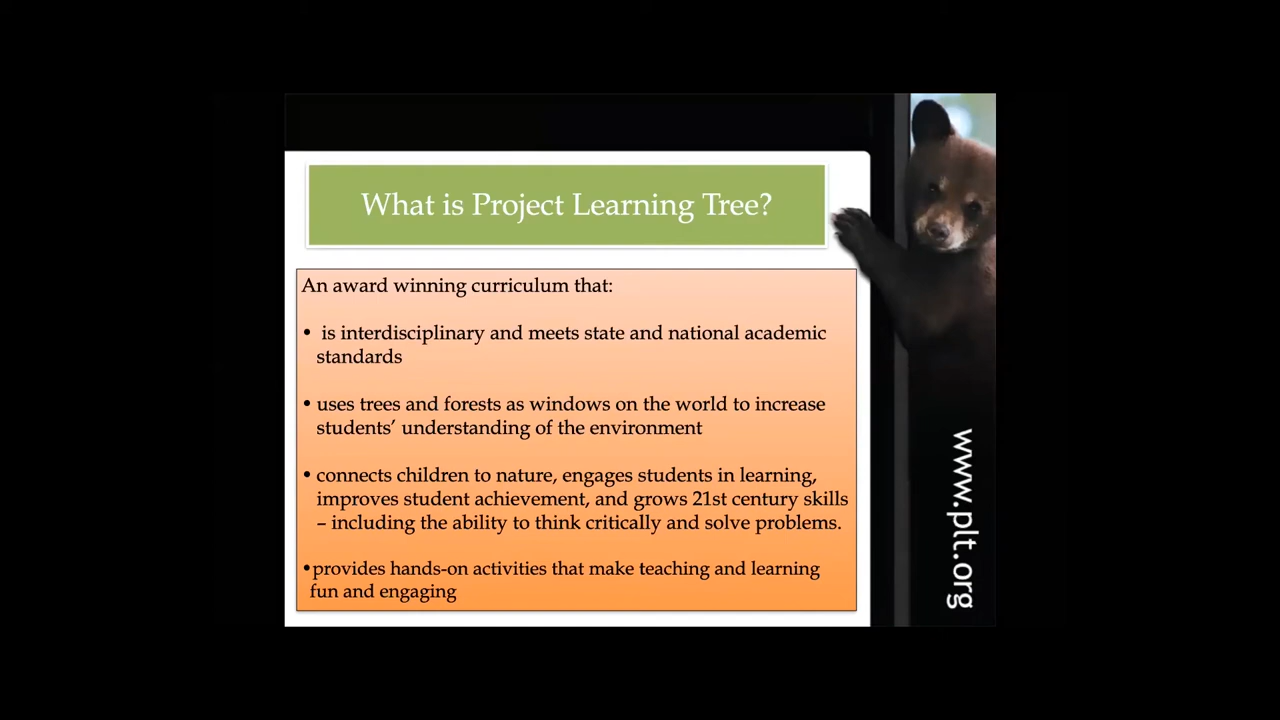 What is Project Learning Tree?
An award winning curriculum that:
• is interdisciplinary and meets state and national academic
standards
• uses trees and forests as windows on the world to increase
students’ understanding of the environment
• connects children to nature, engages students in learning,
improves student achievement, and grows 21st century skills
– including the ability to think critically and solve problems.
•provides hands-on activities that make teaching and learning
fun and engaging
www.plt.org